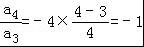 a₄/a₃ = −4 × (4−3)/4 = −1